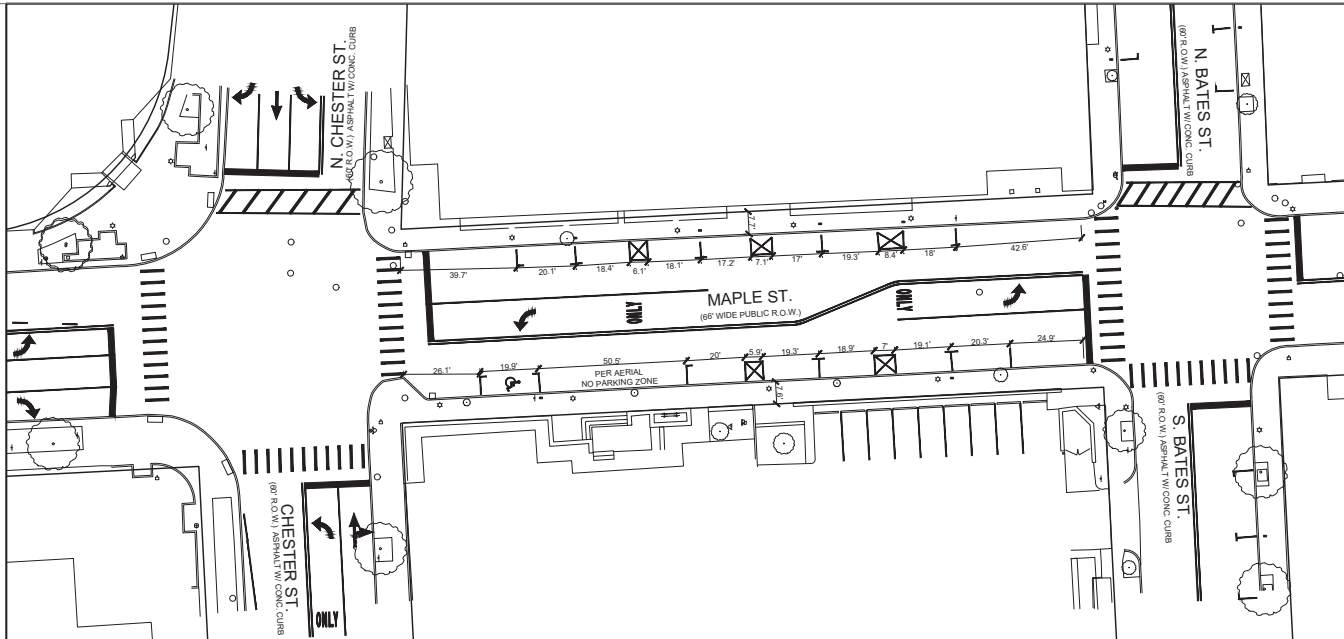 N. CHESTER ST.
(60' R.O.W.) ASPHALT W/ CONC. CURB
N. BATES ST.
(60' R.O.W.) ASPHALT W/ CONC. CURB
7.7'
39.7'
20.1'
18.4'
6.1'
18.1'
17.2'
7.1'
17'
19.3'
8.4'
18'
42.6'
ONLY
MAPLE ST.
(66' WIDE PUBLIC R.O.W.)
ONLY
26.1'
19.9'
50.5'
PER AERIAL
NO PARKING ZONE
20'
5.9'
19.3'
18.9'
7'
19.1'
20.3'
24.9'
7.8'
CHESTER ST.
(60' R.O.W.) ASPHALT W/ CONC. CURB
ONLY
S. BATES ST.
(60' R.O.W.) ASPHALT W/ CONC. CURB